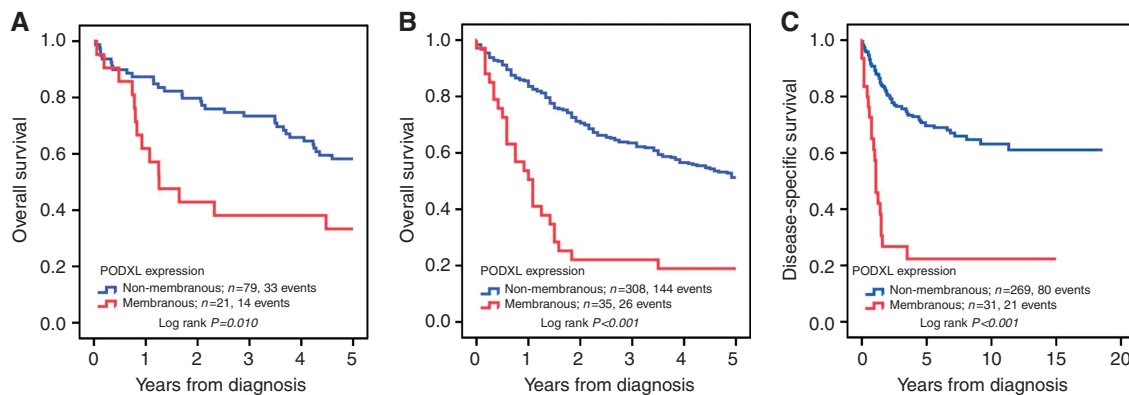 A
Overall survival
1.0
0.8
0.6
0.4
0.2
0.0
PODXL expression
Non-membranous; n=79, 33 events
Membranous; n=21, 14 events
Log rank P=0.010
0 1 2 3 4 5
Years from diagnosis
B
Overall survival
1.0
0.8
0.6
0.4
0.2
0.0
PODXL expression
Non-membranous; n=308, 144 events
Membranous; n=35, 26 events
Log rank P<0.001
0 1 2 3 4 5
Years from diagnosis
C
Disease-specific survival
1.0
0.8
0.6
0.4
0.2
0.0
PODXL expression
Non-membranous; n=269, 80 events
Membranous; n=31, 21 events
Log rank P<0.001
0 5 10 15 20
Years from diagnosis